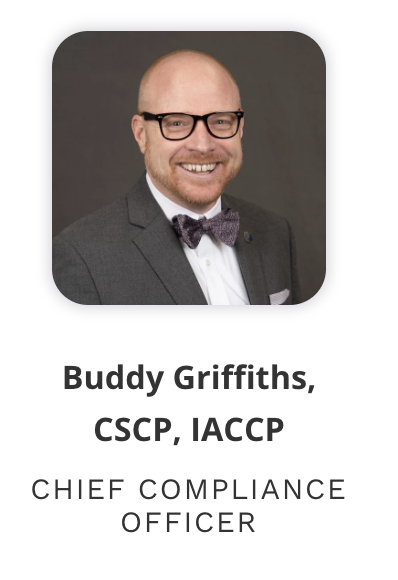 Buddy Griffiths,
CSCP, IACCP
CHIEF COMPLIANCE
OFFICER